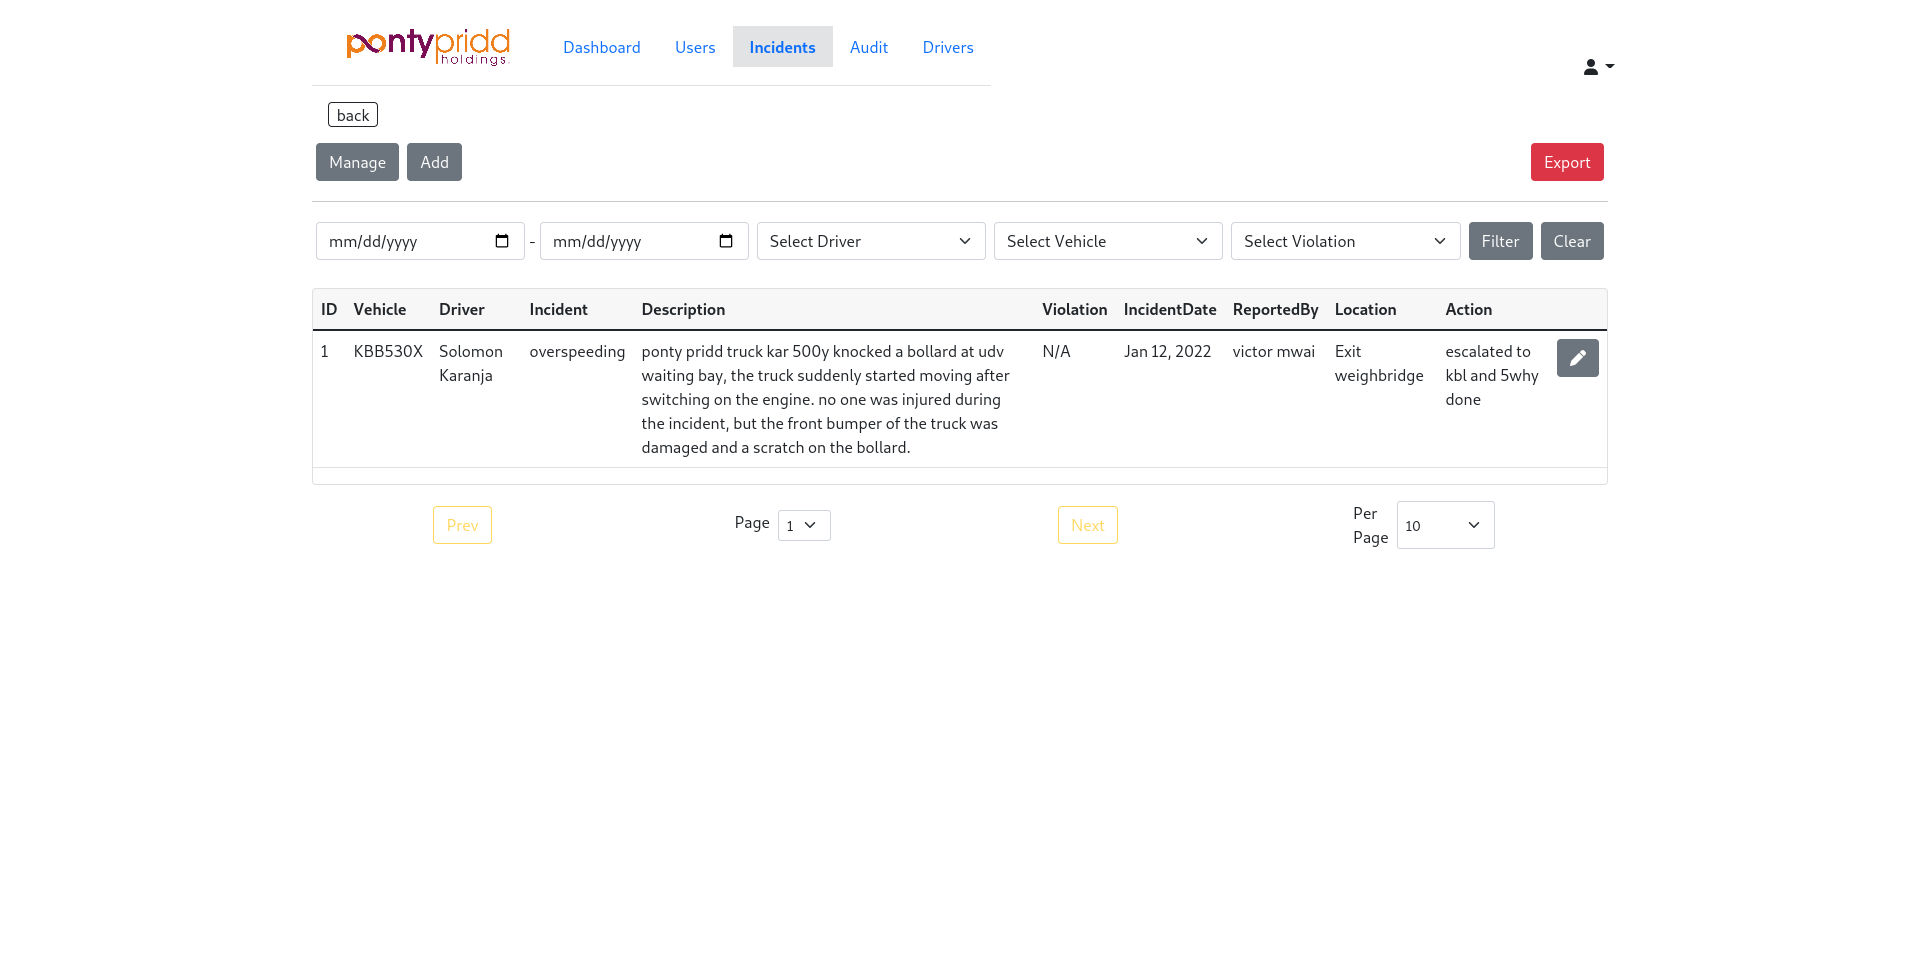 pontypridd
holdings
Dashboard Users Incidents Audit Drivers
back
Manage Add Export
mm/dd/yyyy - mm/dd/yyyy Select Driver Select Vehicle Select Violation Filter Clear
ID Vehicle Driver Incident Description Violation IncidentDate ReportedBy Location Action
1 KBB530X Solomon overspeeding ponty pridd truck kar 500y knocked a bollard at udv N/A Jan 12, 2022 victor mwai Exit escalated to
Karanja waiting bay, the truck suddenly started moving after weighbridge kbl and 5why
switching on the engine. no one was injured during done
the incident, but the front bumper of the truck was
damaged and a scratch on the bollard.
Prev Page 1 Next Per 10
Page